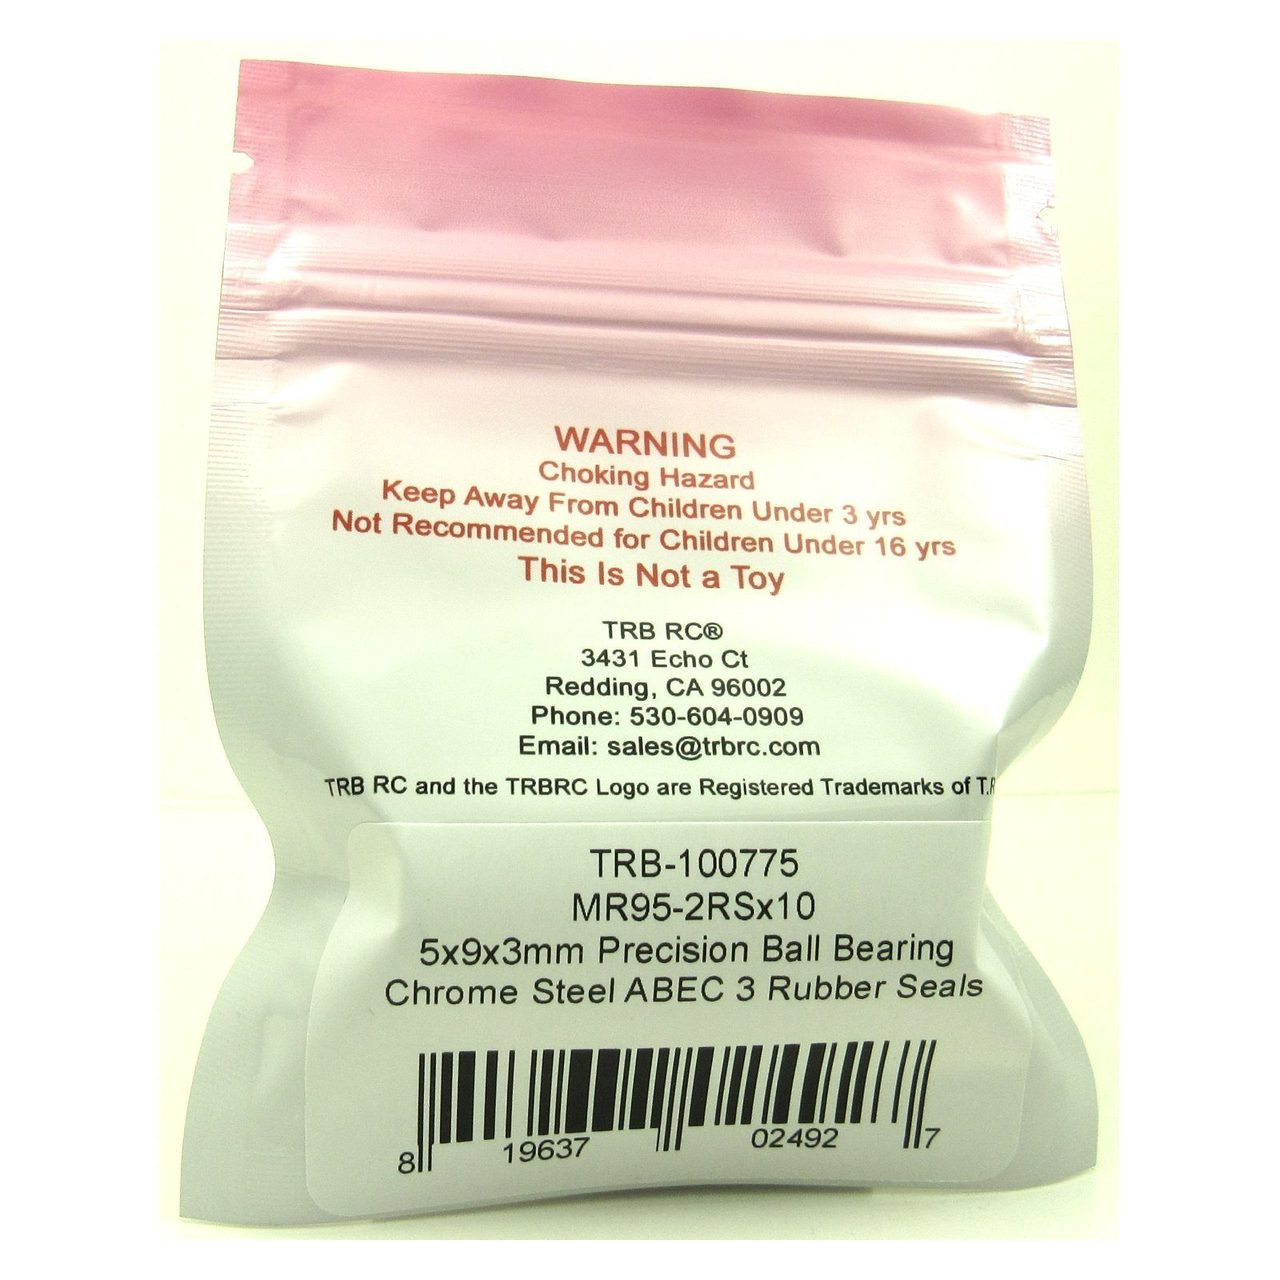 WARNING
Choking Hazard
Keep Away From Children Under 3 yrs
Not Recommended for Children Under 16 yrs
This Is Not a Toy
TRB RC®
3431 Echo Ct
Redding, CA 96002
Phone: 530-604-0909
Email: sales@trbrc.com
TRB RC and the TRBRC Logo are Registered Trademarks of
TRB-100775
MR95-2RSx10
5x9x3mm Precision Ball Bearing
Chrome Steel ABEC 3 Rubber Seals
8 19637 02492 7